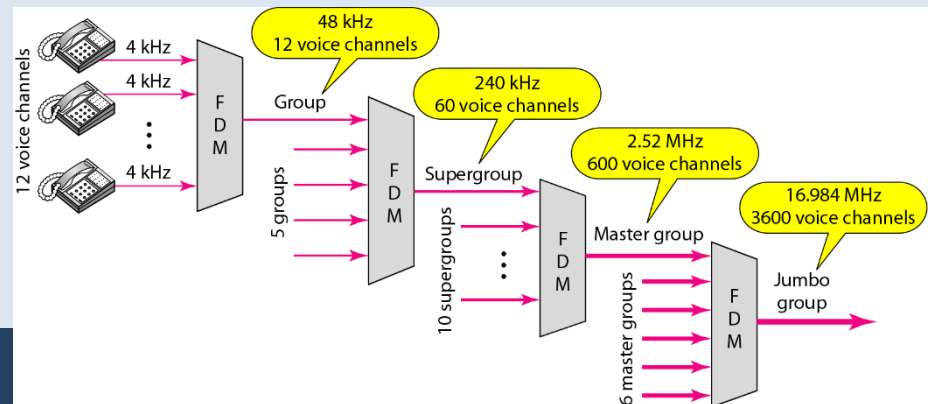 12 voice channels
4 kHz
4 kHz
4 kHz
F
D
M
48 kHz
12 voice channels
Group
5 groups
F
D
M
240 kHz
60 voice channels
Supergroup
10 supergroups
F
D
M
2.52 MHz
600 voice channels
Master group
6 master groups
F
D
M
16.984 MHz
3600 voice channels
Jumbo
group